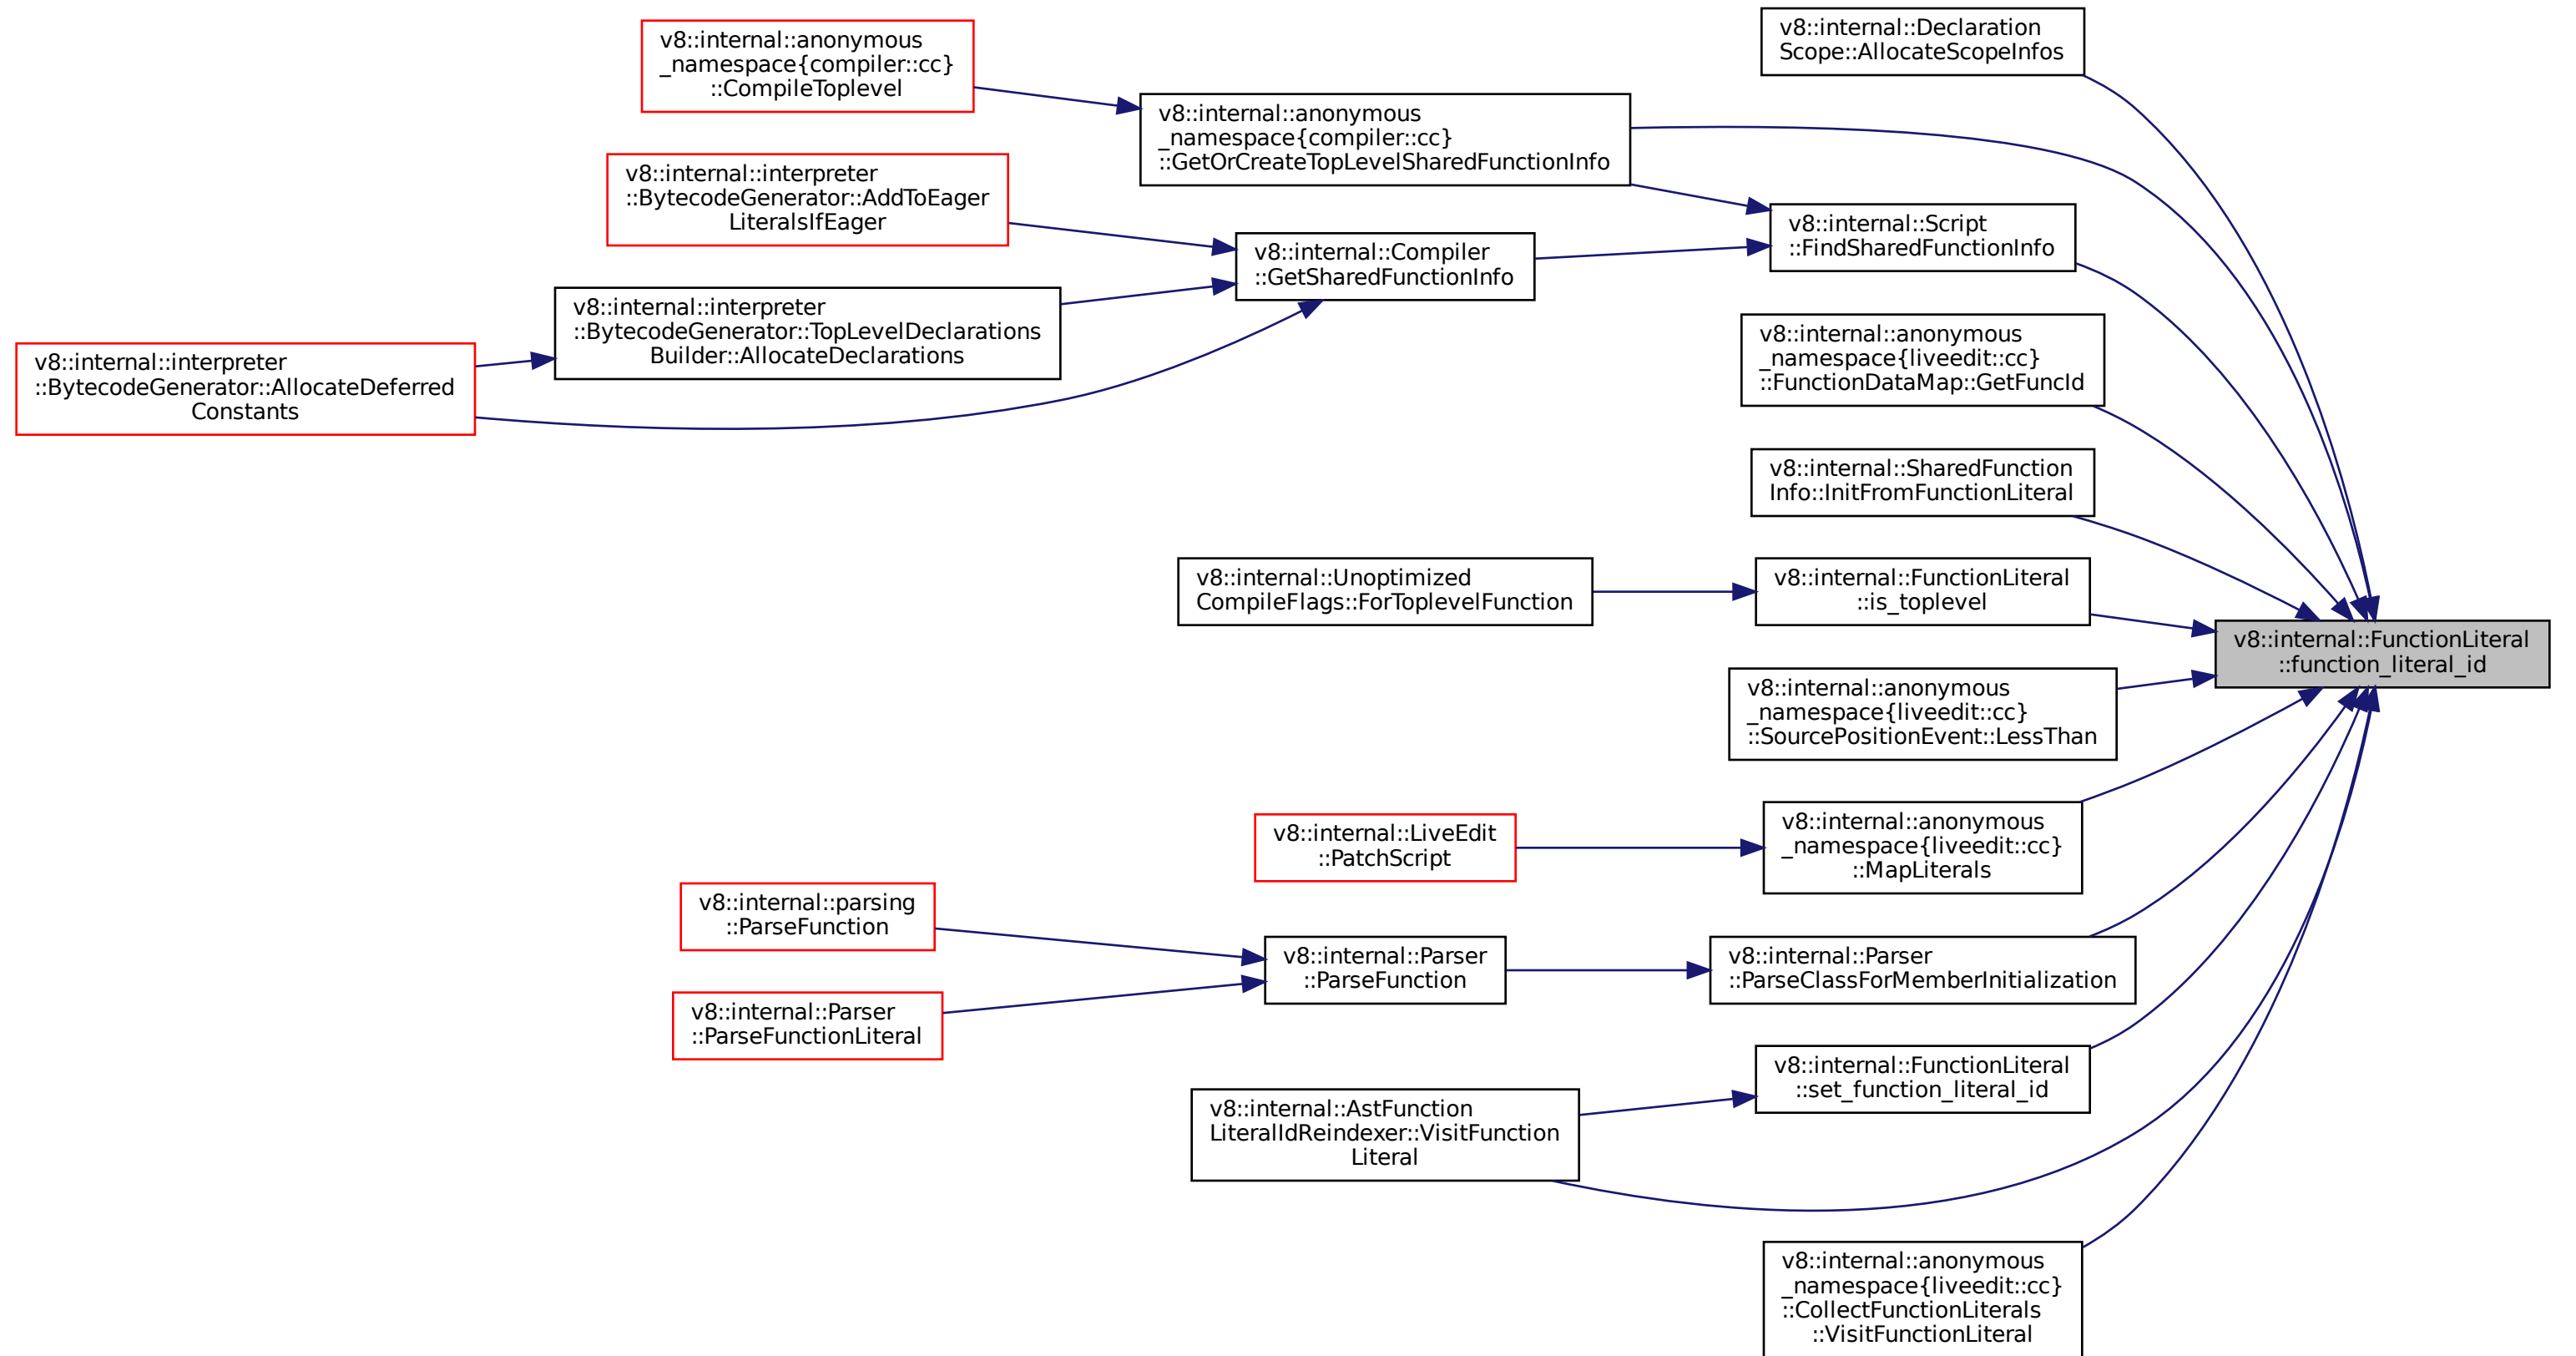 v8::internal::Declaration
Scope::AllocateScopeInfos
v8::internal::anonymous
_namespace{compiler::cc}
::CompileToplevel
v8::internal::anonymous
_namespace{compiler::cc}
::GetOrCreateTopLevelSharedFunctionInfo
v8::internal::interpreter
::BytecodeGenerator::AddToEager
LiteralsIfEager
v8::internal::Script
::FindSharedFunctionInfo
v8::internal::Compiler
::GetSharedFunctionInfo
v8::internal::interpreter
::BytecodeGenerator::TopLevelDeclarations
Builder::AllocateDeclarations
v8::internal::anonymous
_namespace{liveedit::cc}
::FunctionDataMap::GetFuncId
v8::internal::interpreter
::BytecodeGenerator::AllocateDeferred
Constants
v8::internal::SharedFunction
Info::InitFromFunctionLiteral
v8::internal::Unoptimized
CompileFlags::ForToplevelFunction
v8::internal::FunctionLiteral
::is_toplevel
v8::internal::FunctionLiteral
::function_literal_id
v8::internal::anonymous
_namespace{liveedit::cc}
::SourcePositionEvent::LessThan
v8::internal::LiveEdit
::PatchScript
v8::internal::anonymous
_namespace{liveedit::cc}
::MapLiterals
v8::internal::parsing
::ParseFunction
v8::internal::Parser
::ParseFunction
v8::internal::Parser
::ParseClassForMemberInitialization
v8::internal::Parser
::ParseFunctionLiteral
v8::internal::FunctionLiteral
::set_function_literal_id
v8::internal::AstFunction
LiteralIdReindexer::VisitFunction
Literal
v8::internal::anonymous
_namespace{liveedit::cc}
::CollectFunctionLiterals
::VisitFunctionLiteral